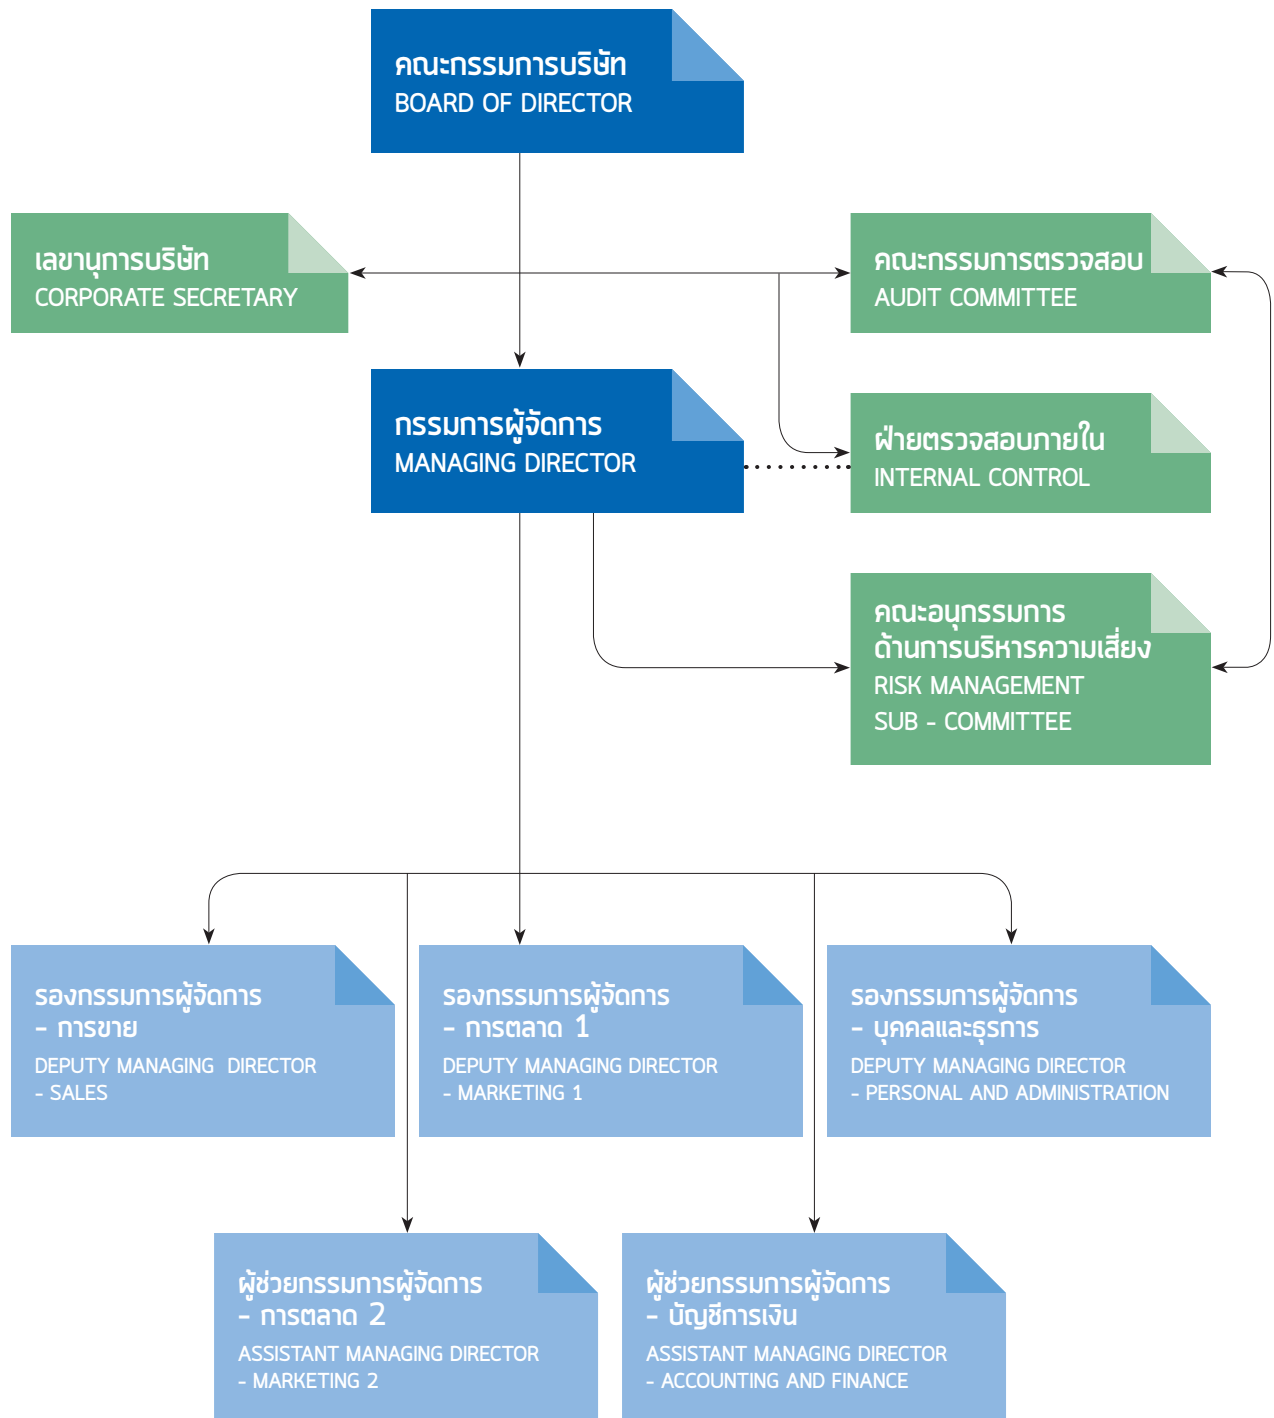 คณะกรรมการบริษัท
BOARD OF DIRECTOR
เลขานุการบริษัท
CORPORATE SECRETARY
คณะกรรมการตรวจสอบ
AUDIT COMMITTEE
กรรมการผู้จัดการ
MANAGING DIRECTOR
ฝ่ายตรวจสอบภายใน
INTERNAL CONTROL
คณะอนุกรรมการ
ด้านการบริหารความเสี่ยง
RISK MANAGEMENT
SUB - COMMITTEE
รองกรรมการผู้จัดการ
- การขาย
DEPUTY MANAGING DIRECTOR
- SALES
รองกรรมการผู้จัดการ
- การตลาด 1
DEPUTY MANAGING DIRECTOR
- MARKETING 1
รองกรรมการผู้จัดการ
- บุคคลและธุรการ
DEPUTY MANAGING DIRECTOR
- PERSONAL AND ADMINISTRATION
ผู้ช่วยกรรมการผู้จัดการ
- การตลาด 2
ASSISTANT MANAGING DIRECTOR
- MARKETING 2
ผู้ช่วยกรรมการผู้จัดการ
- บัญชีการเงิน
ASSISTANT MANAGING DIRECTOR
- ACCOUNTING AND FINANCE